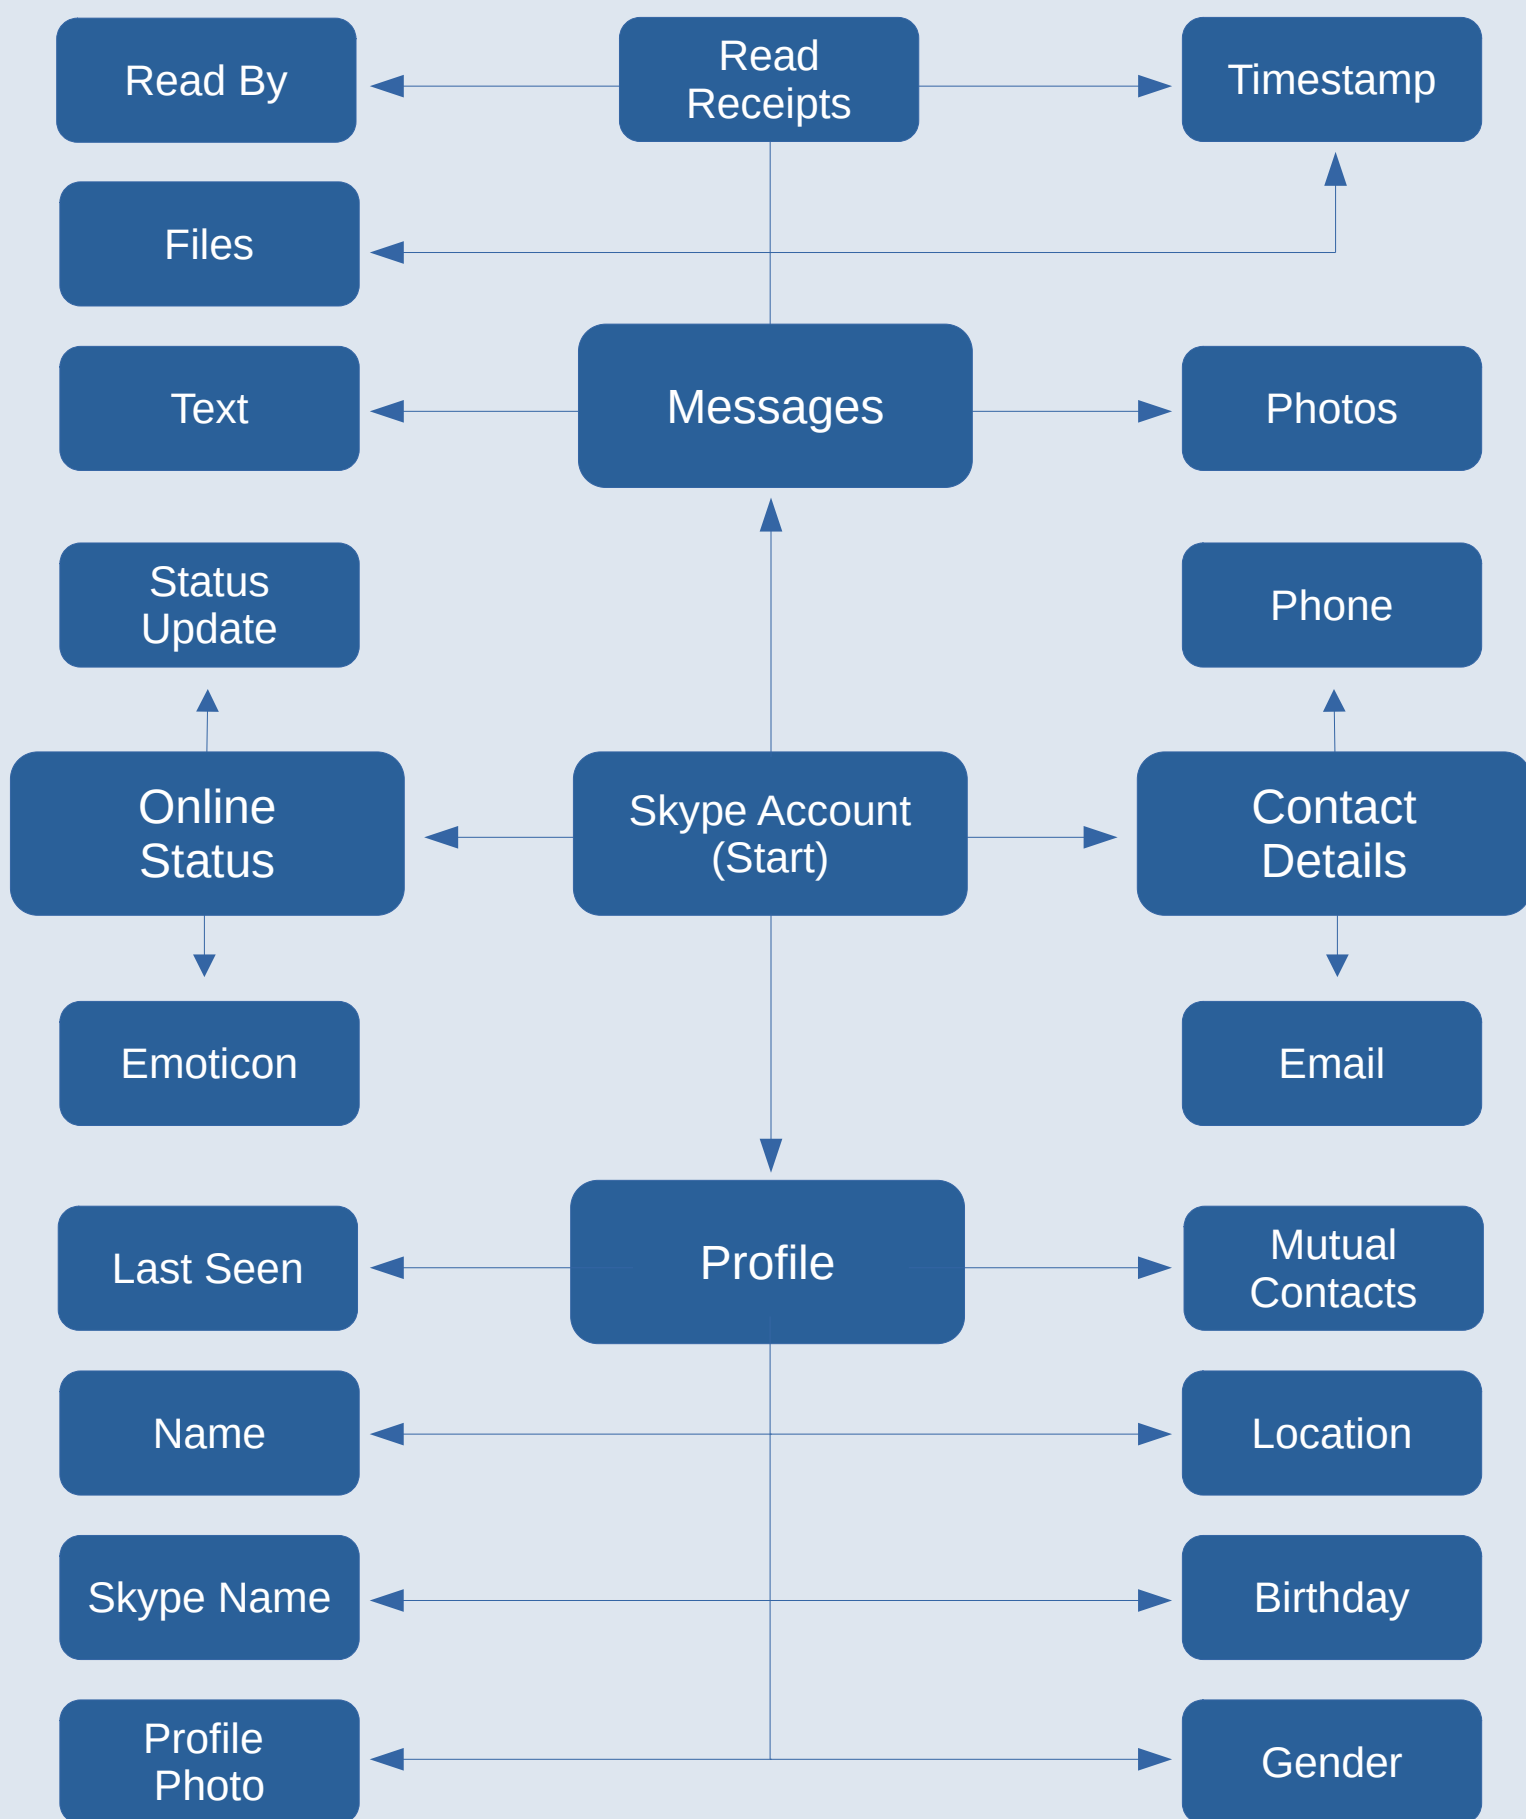 Read By
Read
Receipts
Timestamp
Files
Text
Messages
Photos
Status
Update
Phone
Online
Status
Skype Account
(Start)
Contact
Details
Emoticon
Email
Last Seen
Profile
Mutual
Contacts
Name
Location
Skype Name
Birthday
Profile
Photo
Gender